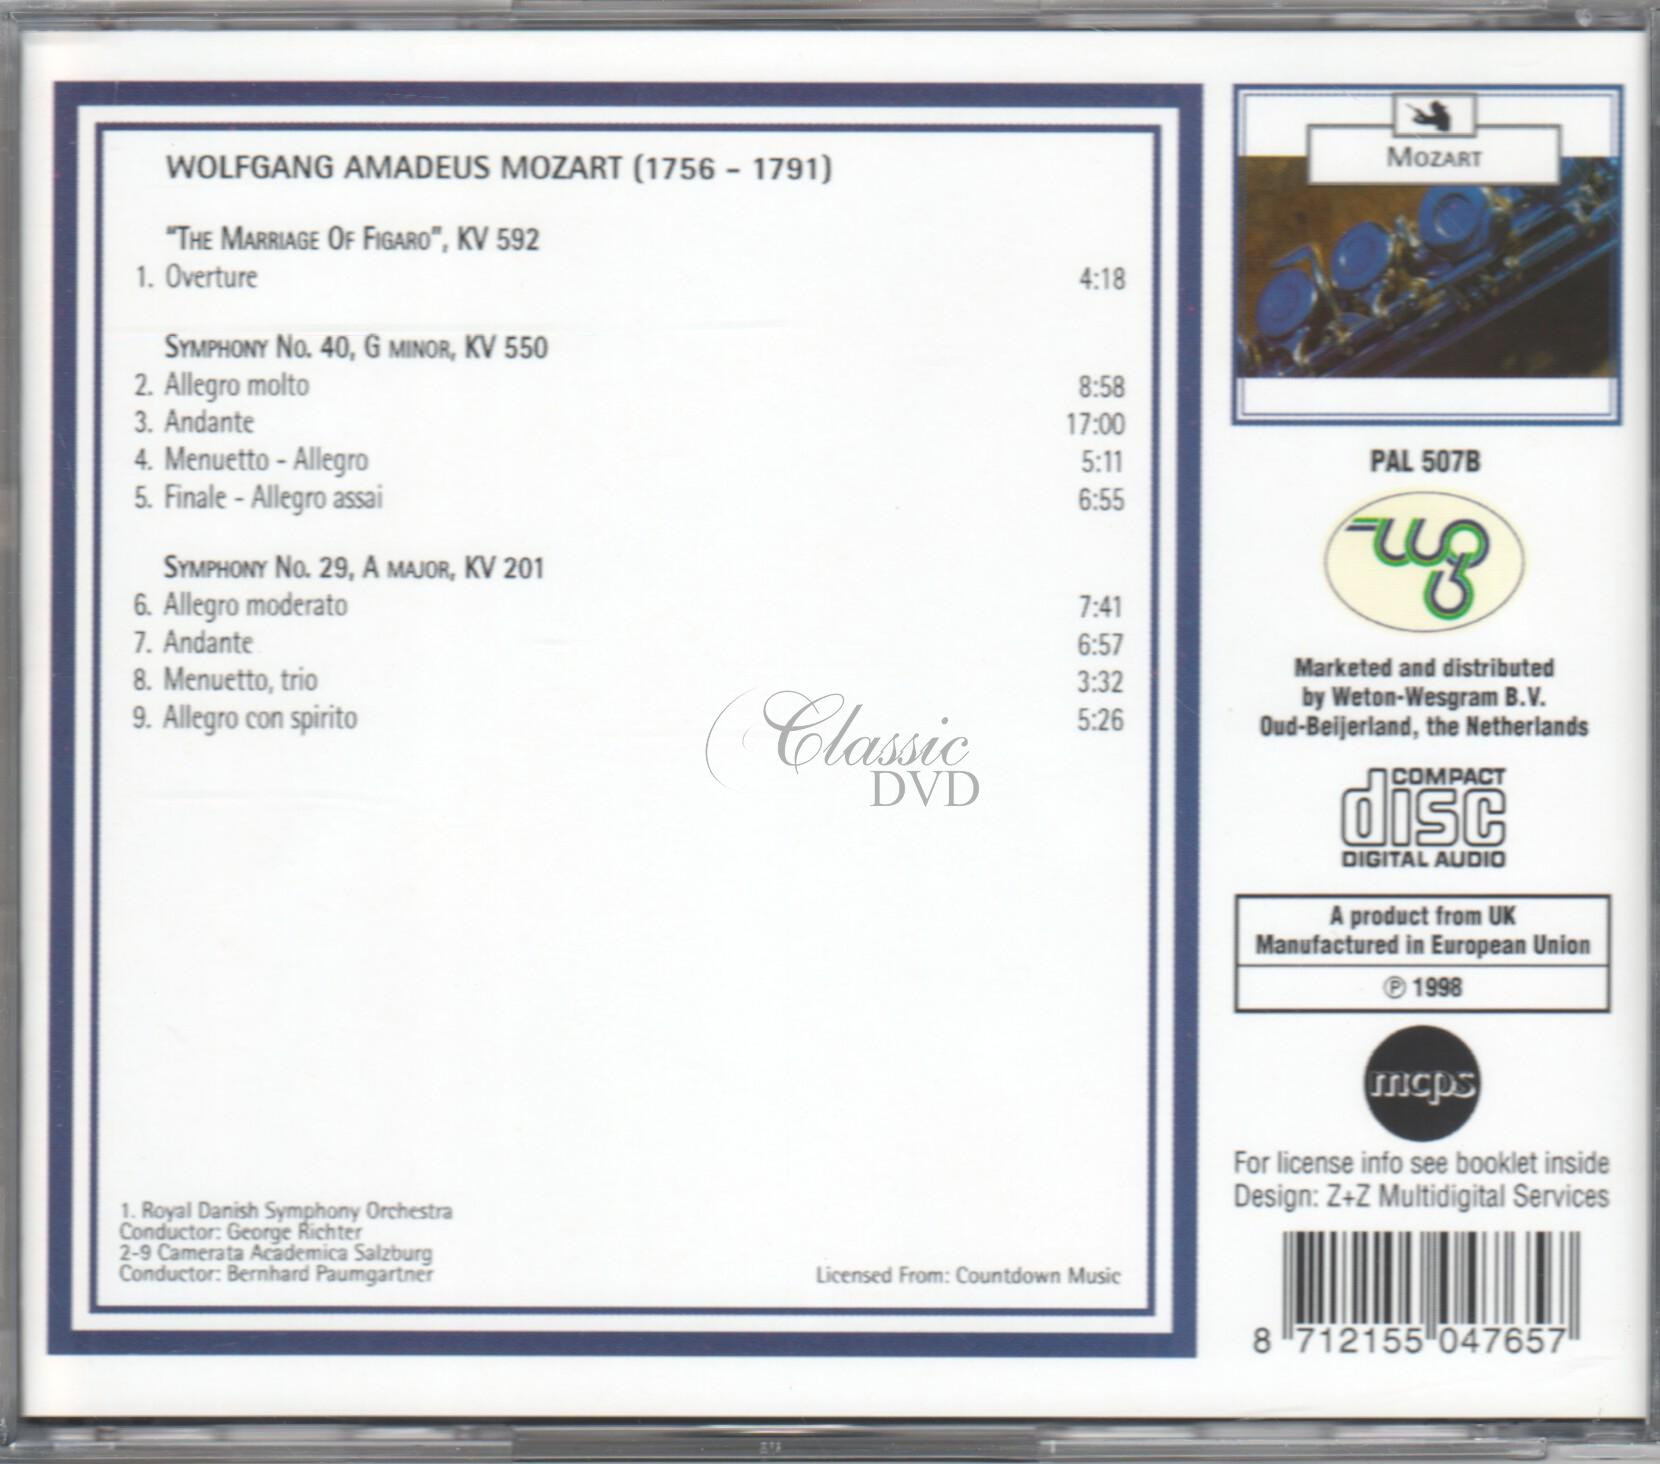 WOLFGANG AMADEUS MOZART (1756 - 1791)
"THE MARRIAGE OF FIGARO", KV 592
1. Overture 4:18
SYMPHONY NO. 40, G MINOR, KV 550
2. Allegro molto 8:58
3. Andante 17:00
4. Menuetto - Allegro 5:11
5. Finale - Allegro assai 6:55
SYMPHONY NO. 29, A MAJOR, KV 201
6. Allegro moderato 7:41
7. Andante 6:57
8. Menuetto, trio 3:32
9. Allegro con spirito 5:26
Classic
DVD
1. Royal Danish Symphony Orchestra
Conductor: George Richter
2-9 Camerata Academica Salzburg
Conductor: Bernhard Paumgartner
Licensed From: Countdown Music
MOZART
PAL 507B
Marketed and distributed
by Weton-Wesgram B.V.
Oud-Beijerland, the Netherlands
COMPACT
disc
DIGITAL AUDIO
A product from UK
Manufactured in European Union
℗ 1998
mcps
For license info see booklet inside
Design: Z+Z Multidigital Services
8 712155 047657